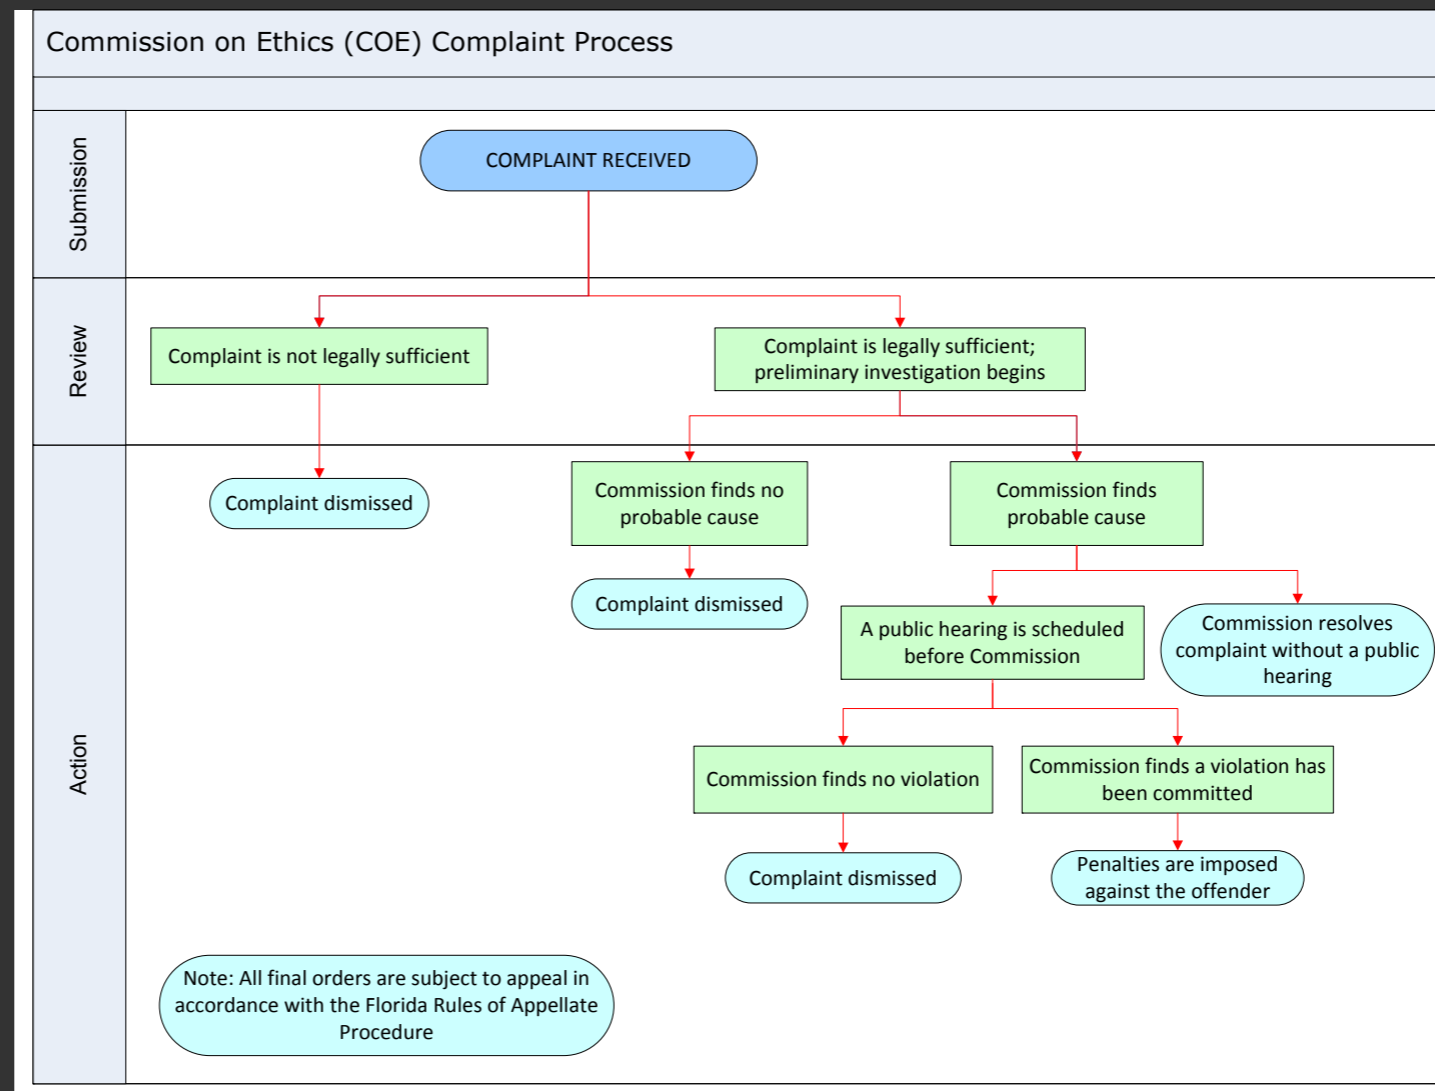 Commission on Ethics (COE) Complaint Process
Submission
COMPLAINT RECEIVED
Review
Complaint is not legally sufficient
Complaint is legally sufficient;
preliminary investigation begins
Action
Complaint dismissed
Commission finds no
probable cause
Commission finds
probable cause
Complaint dismissed
A public hearing is scheduled
before Commission
Commission resolves
complaint without a public
hearing
Commission finds no violation
Commission finds a violation has
been committed
Complaint dismissed
Penalties are imposed
against the offender
Note: All final orders are subject to appeal in
accordance with the Florida Rules of Appellate
Procedure